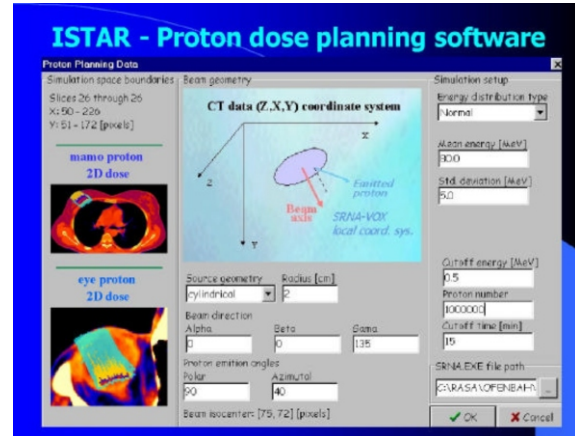 ISTAR - Proton dose planning software
Proton Planning Data
Simulation space boundaries
Slices 26 through 26
X: 50 - 226
Y: 51 - 172 [pixels]
mamo proton
2D dose
eye proton
2D dose
Beam geometry
CT data (Z,X,Y) coordinate system
X
Z
Y
Emitted
proton
Beam
axis
SRNA-VOX
local coord. sys.
Source geometry
Radius [cm]
cylindrical
2
Beam direction
Alpha
Beta
Gama
0
0
135
Proton emition angles
Polar
Azimutal
90
40
Beam isocenter: [75, 72] [pixels]
Simulation setup
Energy distribution type
Normal
Mean energy [MeV]
Std. deviation [MeV]
5.0
Cutoff energy [MeV]
0.5
Proton number
1000000
Cutoff time [min]
15
SRNA.EXE file path
...
OK
Cancel